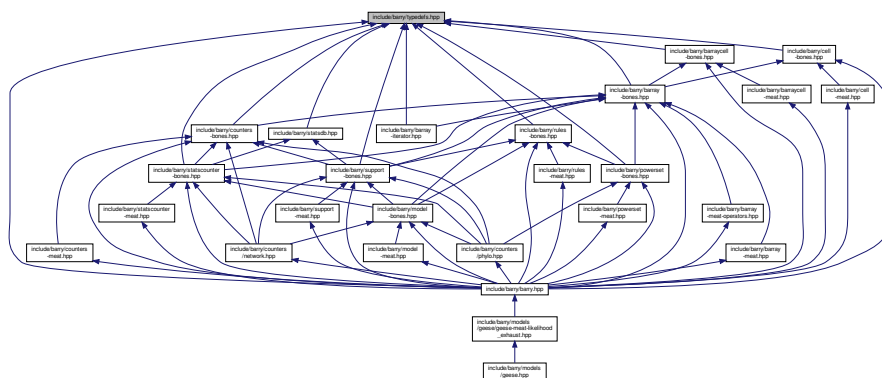 include/barry/typedefs.hpp
include/barry/barraycell
-bones.hpp
include/barry/cell
-bones.hpp
include/barry/barray
-bones.hpp
include/barry/barraycell
-meat.hpp
include/barry/cell
-meat.hpp
include/barry/counters
-bones.hpp
include/barry/statsdb.hpp
include/barry/barray
-iterator.hpp
include/barry/rules
-bones.hpp
include/barry/statscounter
-bones.hpp
include/barry/support
-bones.hpp
include/barry/rules
-meat.hpp
include/barry/powerset
-bones.hpp
include/barry/statscounter
-meat.hpp
include/barry/support
-meat.hpp
include/barry/model
-bones.hpp
include/barry/powerset
-meat.hpp
include/barry/barray
-meat-operators.hpp
include/barry/counters
-meat.hpp
include/barry/counters
/network.hpp
include/barry/model
-meat.hpp
include/barry/counters
/phylo.hpp
include/barry/barray
-meat.hpp
include/barry/barry.hpp
include/barry/models
/geese/geese-meat-likelihood
_exhaust.hpp
include/barry/models
/geese.hpp